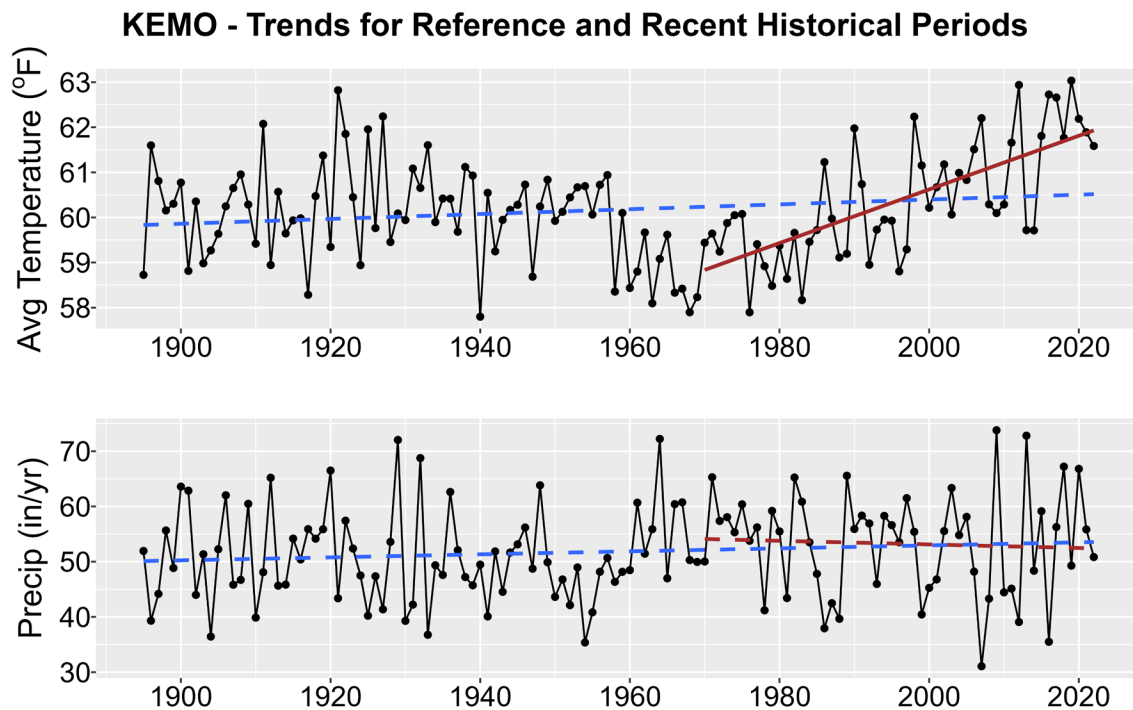 KEMO - Trends for Reference and Recent Historical Periods
Avg Temperature (°F)
63
62
61
60
59
58
1900 1920 1940 1960 1980 2000 2020
Precip (in/yr)
70
60
50
40
30
1900 1920 1940 1960 1980 2000 2020